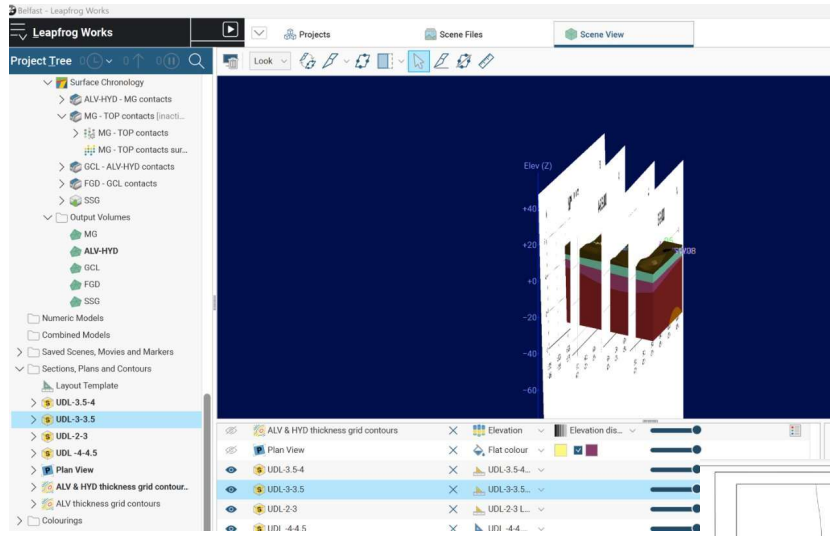 Belfast - Leapfrog Works
Leapfrog Works
Projects
Scene Files
Scene View
Project Tree 0 0 0
Look
Surface Chronology
ALV-HYD - MG contacts
MG - TOP contacts [inacti...
MG - TOP contacts
MG - TOP contacts sur...
GCL - ALV-HYD contacts
FGD - GCL contacts
SSG
Output Volumes
MG
ALV-HYD
GCL
FGD
SSG
Numeric Models
Combined Models
Saved Scenes, Movies and Markers
Sections, Plans and Contours
Layout Template
UDL-3.5-4
UDL-3-3.5
UDL-2-3
UDL -4-4.5
Plan View
ALV & HYD thickness grid contour..
ALV thickness grid contours
Colourings
Elev (Z)
+40
+20
+0
-20
-40
-60
ALV & HYD thickness grid contours Elevation Elevation dis...
Plan View Flat colour
UDL-3.5-4 UDL-3.5-4...
UDL-3-3.5 UDL-3-3.5...
UDL-2-3 UDL-2-3 L...
UDL -4-4.5 UDL -4-4...